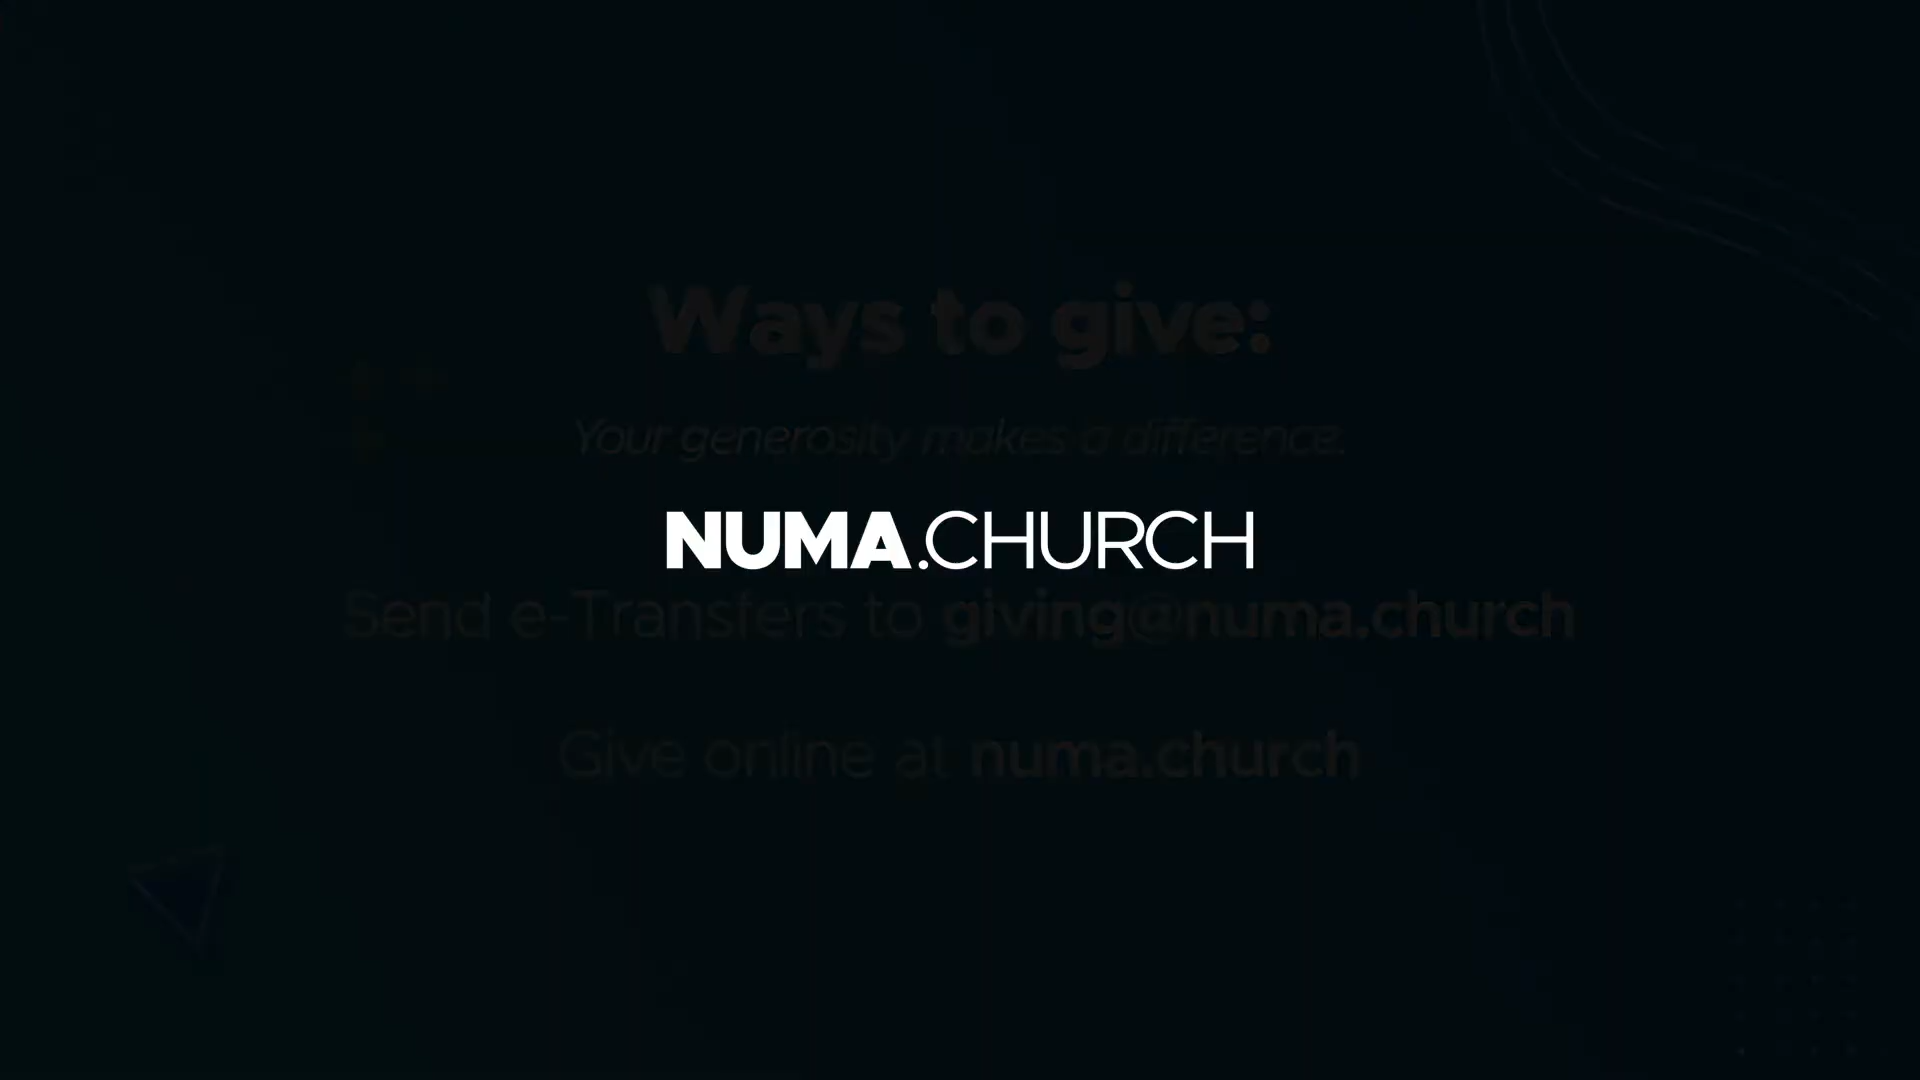 Ways to give:
Your generosity makes a difference.
NUMA.CHURCH
Send e-Transfers to giving@numa.church
Give online at numa.church